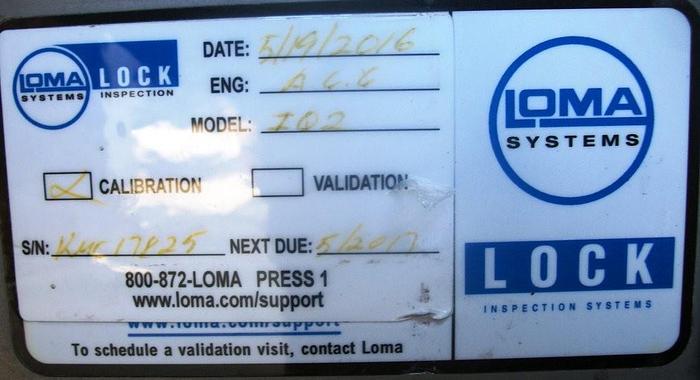 LOMA SYSTEMS LOCK INSPECTION
DATE: 5/19/2016
ENG:
MODEL: IQ2
CALIBRATION VALIDATION
S/N: NEXT DUE: 5/2017
800-872-LOMA PRESS 1
www.loma.com/support
www.loma.com/support
To schedule a validation visit, contact Loma
LOMA
SYSTEMS
LOCK
INSPECTION SYSTEMS